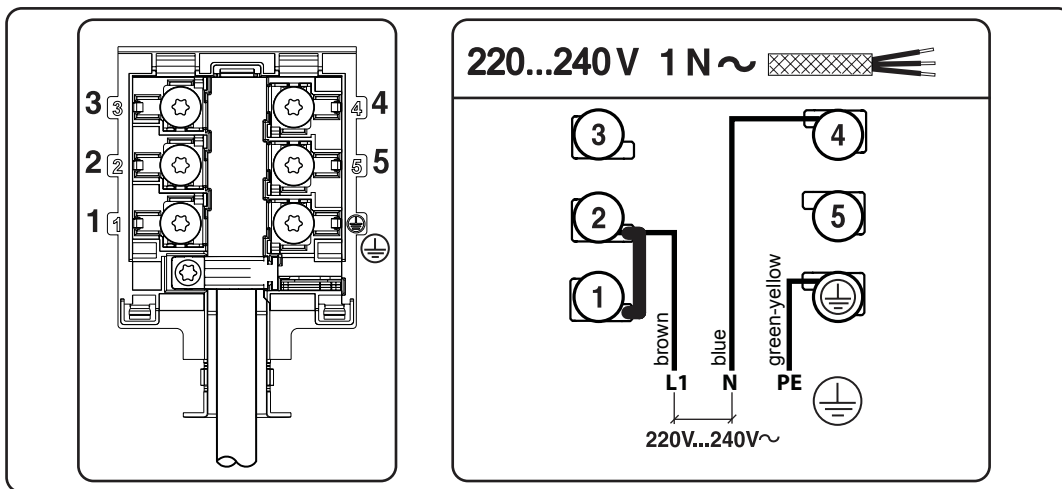 3 3 4 4
2 2 5 5
1 1
220...240 V 1 N ~
3 4
2 5
1
brown blue green-yellow
L1 N PE
220V...240V~